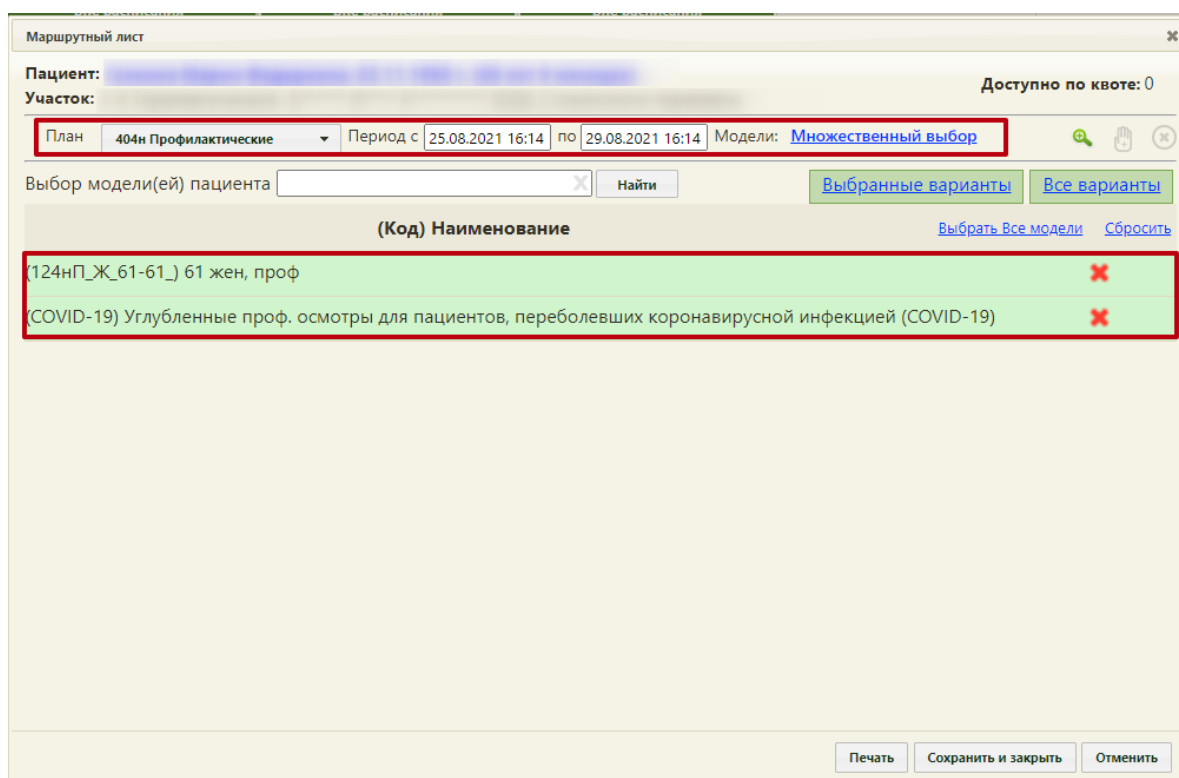 Маршрутный лист
Пациент:
Участок:
Доступно по квоте: 0
План 404н Профилактические Период с 25.08.2021 16:14 по 29.08.2021 16:14 Модели: Множественный выбор
Выбор модели(ей) пациента X Найти Выбранные варианты Все варианты
(Код) Наименование Выбрать Все модели Сбросить
(124нП_Ж_61-61_) 61 жен, проф
(COVID-19) Углубленные проф. осмотры для пациентов, переболевших коронавирусной инфекцией (COVID-19)
Печать Сохранить и закрыть Отменить